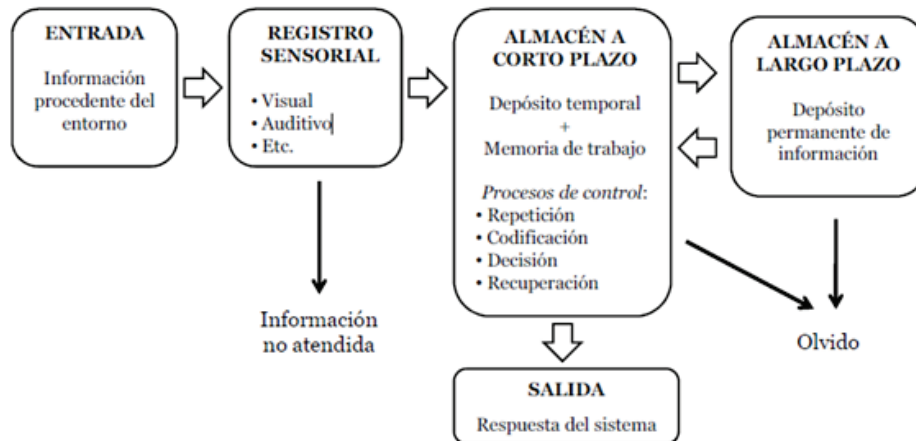 ENTRADA
Información
procedente del
entorno
REGISTRO
SENSORIAL
• Visual
• Auditivo
• Etc.
ALMACÉN A
CORTO PLAZO
Depósito temporal
+
Memoria de trabajo
Procesos de control:
• Repetición
• Codificación
• Decisión
• Recuperación
ALMACÉN A
LARGO PLAZO
Depósito
permanente de
información
Información
no atendida
Olvido
SALIDA
Respuesta del sistema